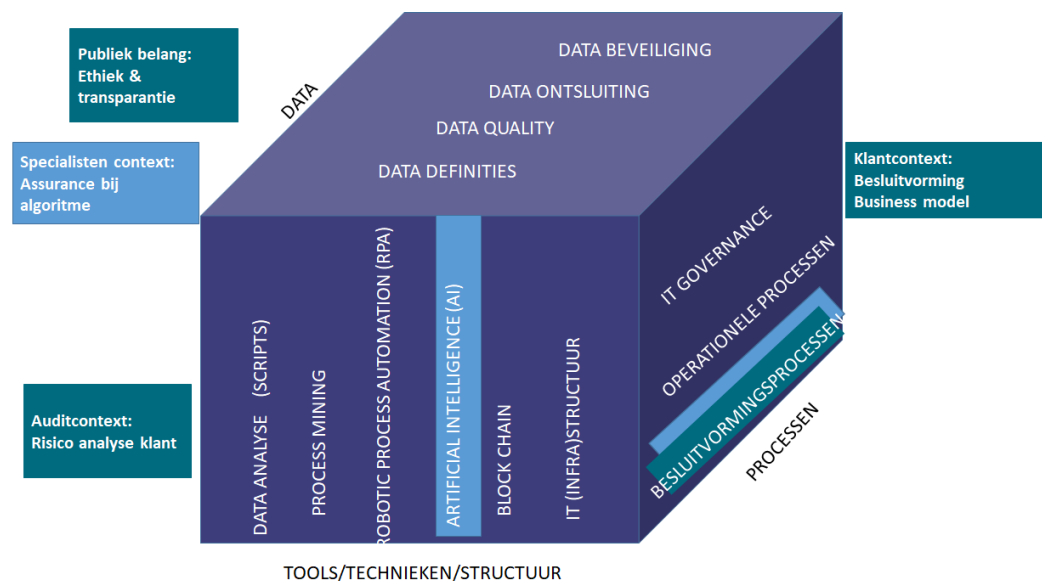 Publiek belang:
Ethiek &
transparantie
Specialisten context:
Assurance bij
algoritme
Auditcontext:
Risico analyse klant
DATA
DATA BEVEILIGING
DATA ONTSLUITING
DATA QUALITY
DATA DEFINITIES
DATA ANALYSE (SCRIPTS)
PROCESS MINING
ROBOTIC PROCESS AUTOMATION (RPA)
ARTIFICIAL INTELLIGENCE (AI)
BLOCK CHAIN
IT (INFRA)STRUCTUUR
TOOLS/TECHNIEKEN/STRUCTUUR
IT GOVERNANCE
OPERATIONELE PROCESSEN
BESLUITVORMINGSPROCESSEN
PROCESSEN
Klantcontext:
Besluitvorming
Business model